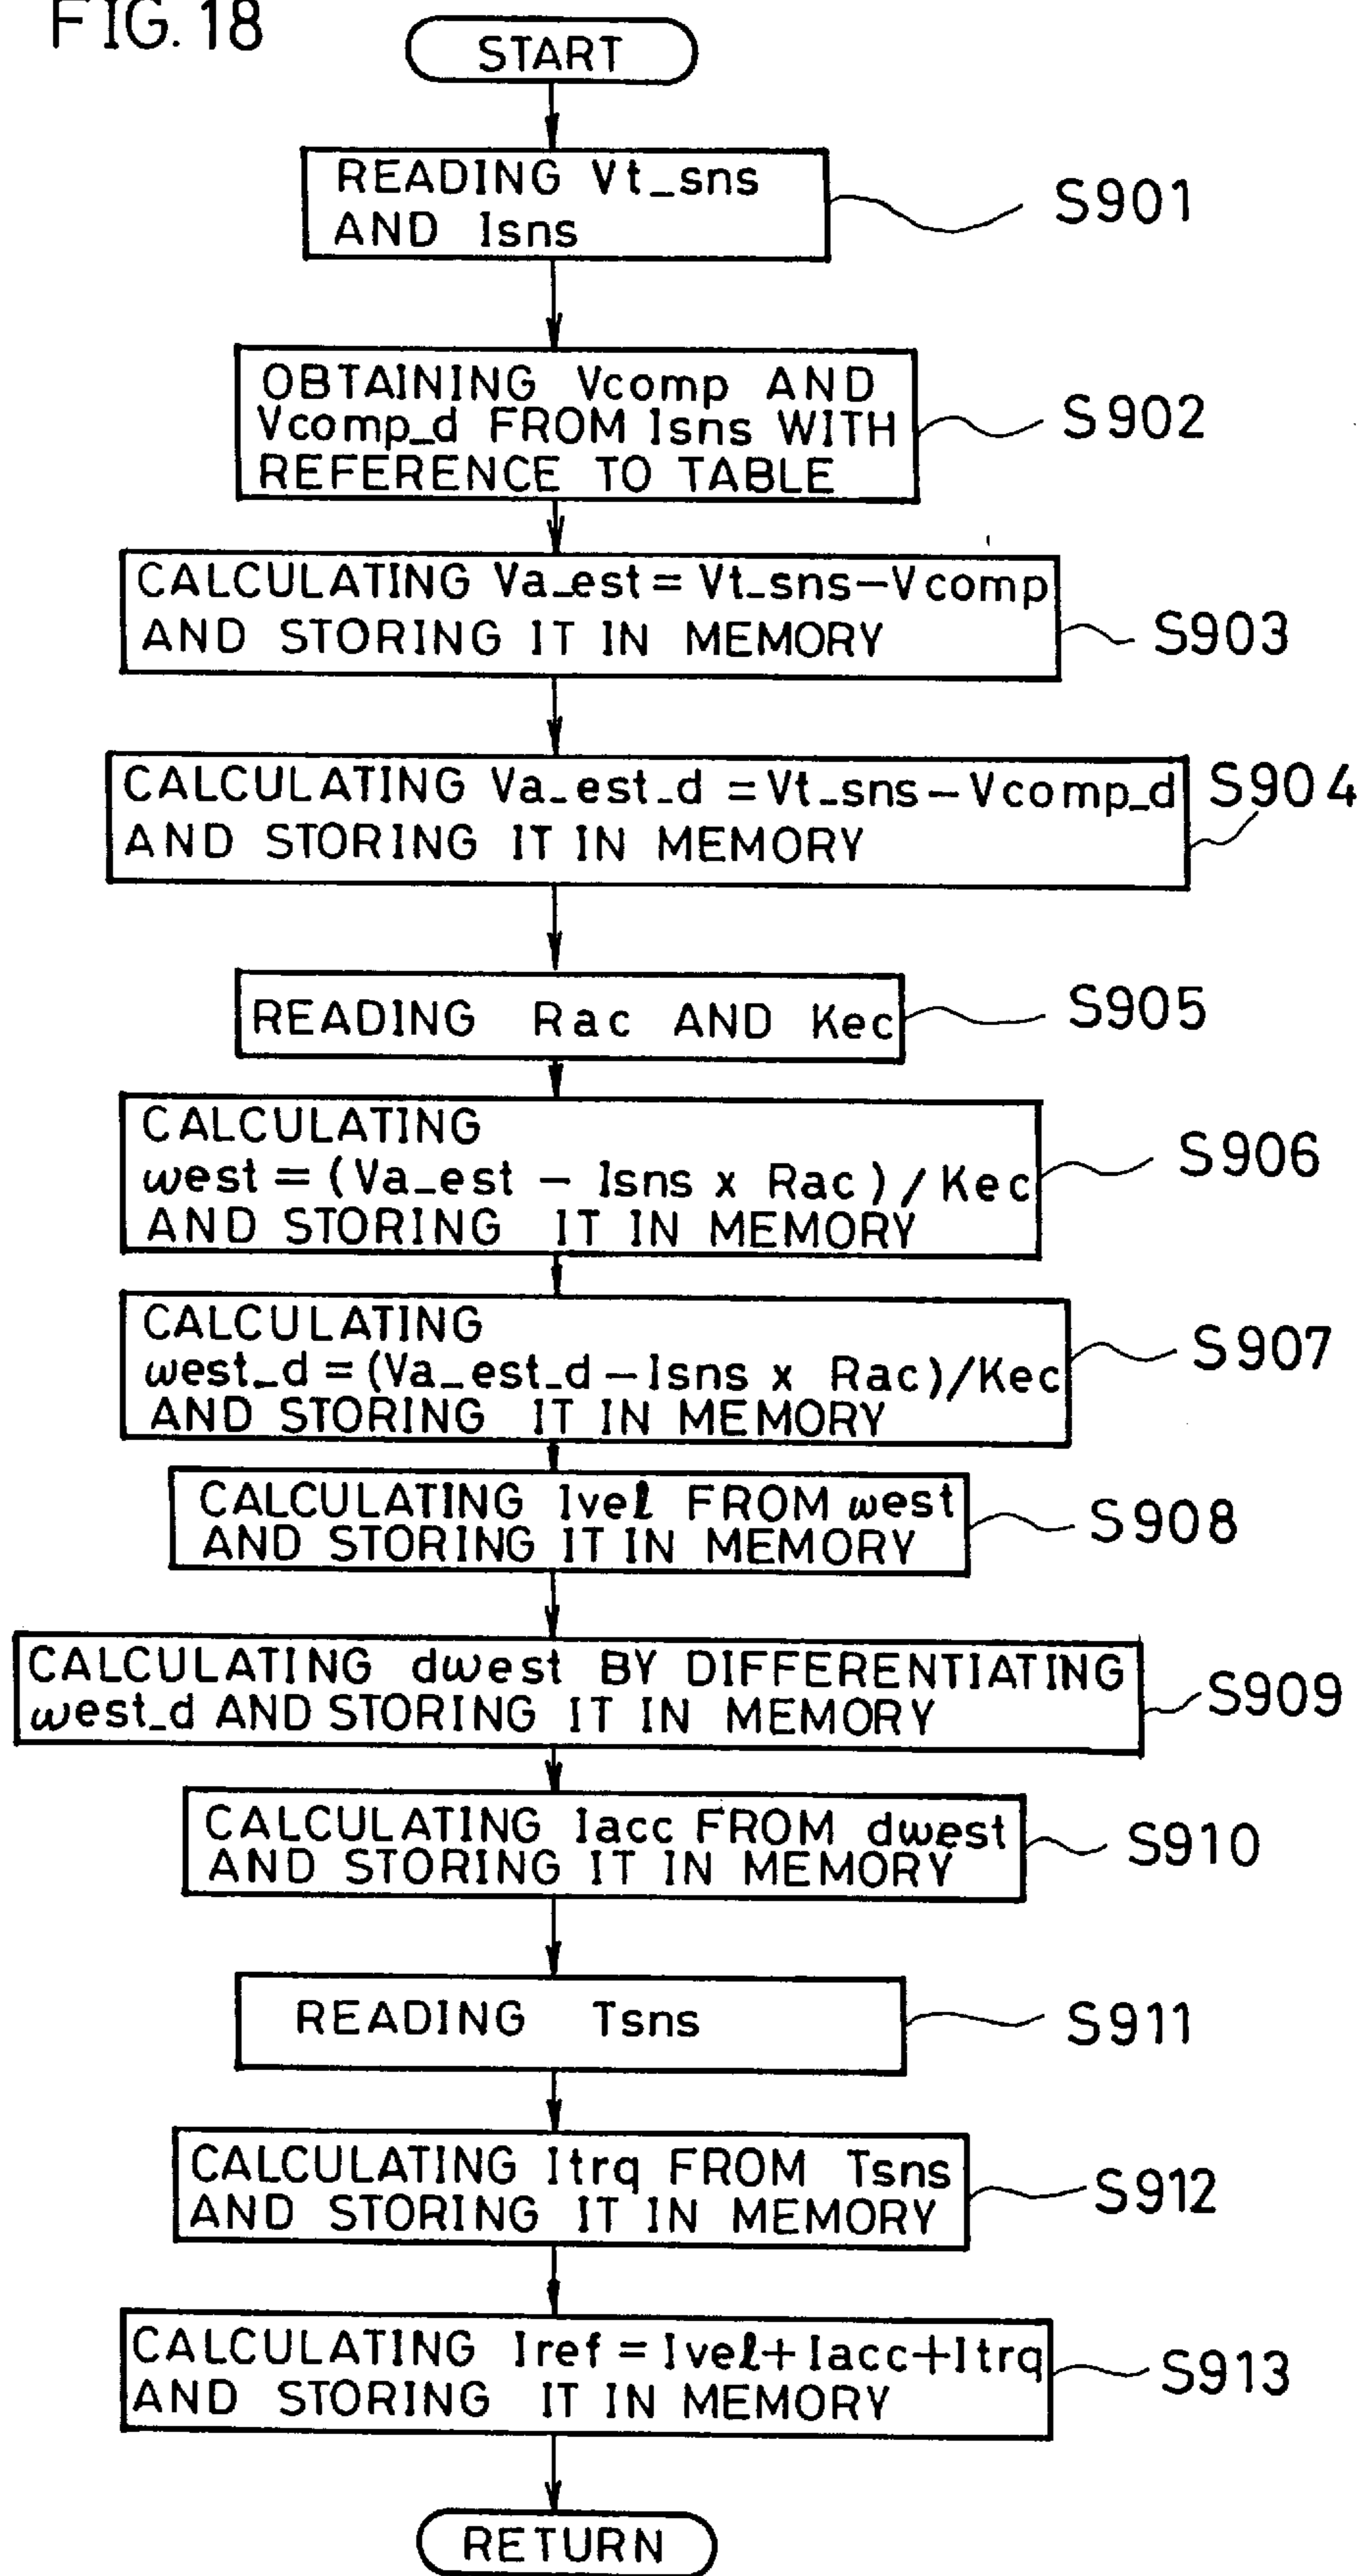 FIG. 18
START
READING Vt_sns
AND Isns
S901
OBTAINING Vcomp AND
Vcomp_d FROM Isns WITH
REFERENCE TO TABLE
S902
CALCULATING Va_est = Vt_sns-Vcomp
AND STORING IT IN MEMORY
S903
CALCULATING Va_est_d = Vt_sns-Vcomp_d
AND STORING IT IN MEMORY
S904
READING Rac AND Kec
S905
CALCULATING
ωest = (Va_est - Isns x Rac) / Kec
AND STORING IT IN MEMORY
S906
CALCULATING
ωest_d = (Va_est_d - Isns x Rac)/Kec
AND STORING IT IN MEMORY
S907
CALCULATING Ivel FROM ωest
AND STORING IT IN MEMORY
S908
CALCULATING dωest BY DIFFERENTIATING
ωest_d AND STORING IT IN MEMORY
S909
CALCULATING Iacc FROM dωest
AND STORING IT IN MEMORY
S910
READING Tsns
S911
CALCULATING Itrq FROM Tsns
AND STORING IT IN MEMORY
S912
CALCULATING Iref = Ivel+Iacc+Itrq
AND STORING IT IN MEMORY
S913
RETURN